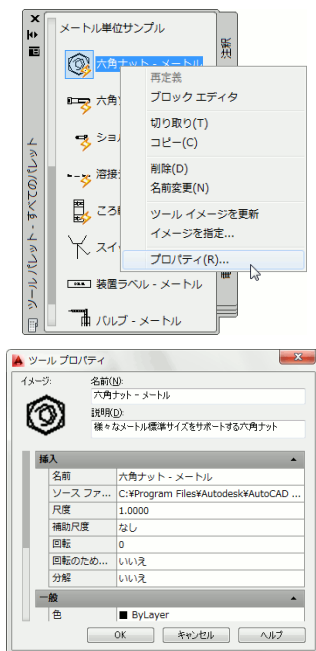 メートル単位サンプル
六角ナット - メートル
再定義
ブロック エディタ
切り取り(T)
コピー(C)
削除(D)
名前変更(N)
ツール イメージを更新
イメージを指定...
プロパティ(R)...
六角
ショ
溶接
ころ
スイ
装置ラベル - メートル
バルブ - メートル
注釈
ツール パレット - すべてのパレット
ツール プロパティ
イメージ:
名前(N):
六角ナット - メートル
説明(D):
様々なメートル標準サイズをサポートする六角ナット
挿入
名前 六角ナット - メートル
ソース ファ... C:¥Program Files¥Autodesk¥AutoCAD ...
尺度 1.0000
補助尺度 なし
回転 0
回転のため... いいえ
分解 いいえ
一般
色 ByLayer
OK キャンセル ヘルプ